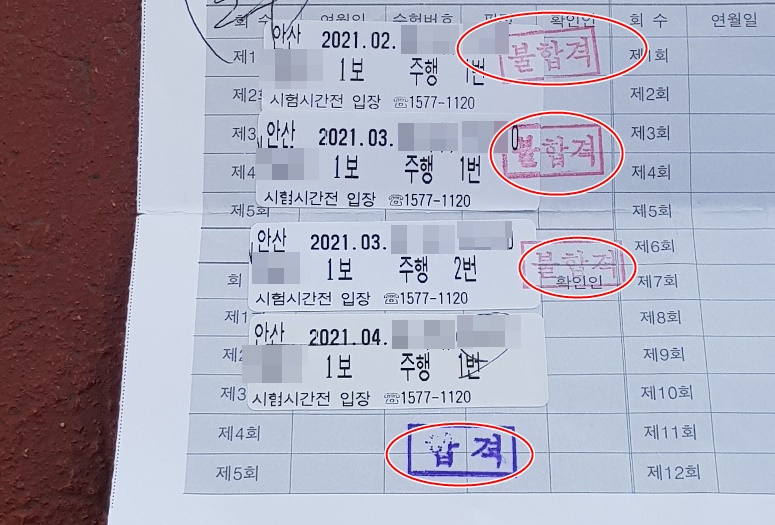 회 수 연월일 수험번호 확인인 회 수 연월일
안산 2021.02. 불합격
제1 1보 주행 1번 제1회
제2 시험시간전 입장 ☏1577-1120 제2회
제3 안산 2021.03. 0 불합격 제3회
제4 1보 주행 1번 제4회
제5회 시험시간전 입장 ☏1577-1120 제5회
안산 2021.03. 불합격 제6회
회 1보 주행 2번 확인인 제7회
시험시간전 입장 ☏1577-1120
제1 안산 2021.04. 제8회
제2 1보 주행 1번 제9회
제3 시험시간전 입장 ☏1577-1120 제10회
제4회 합격 제11회
제5회 제12회